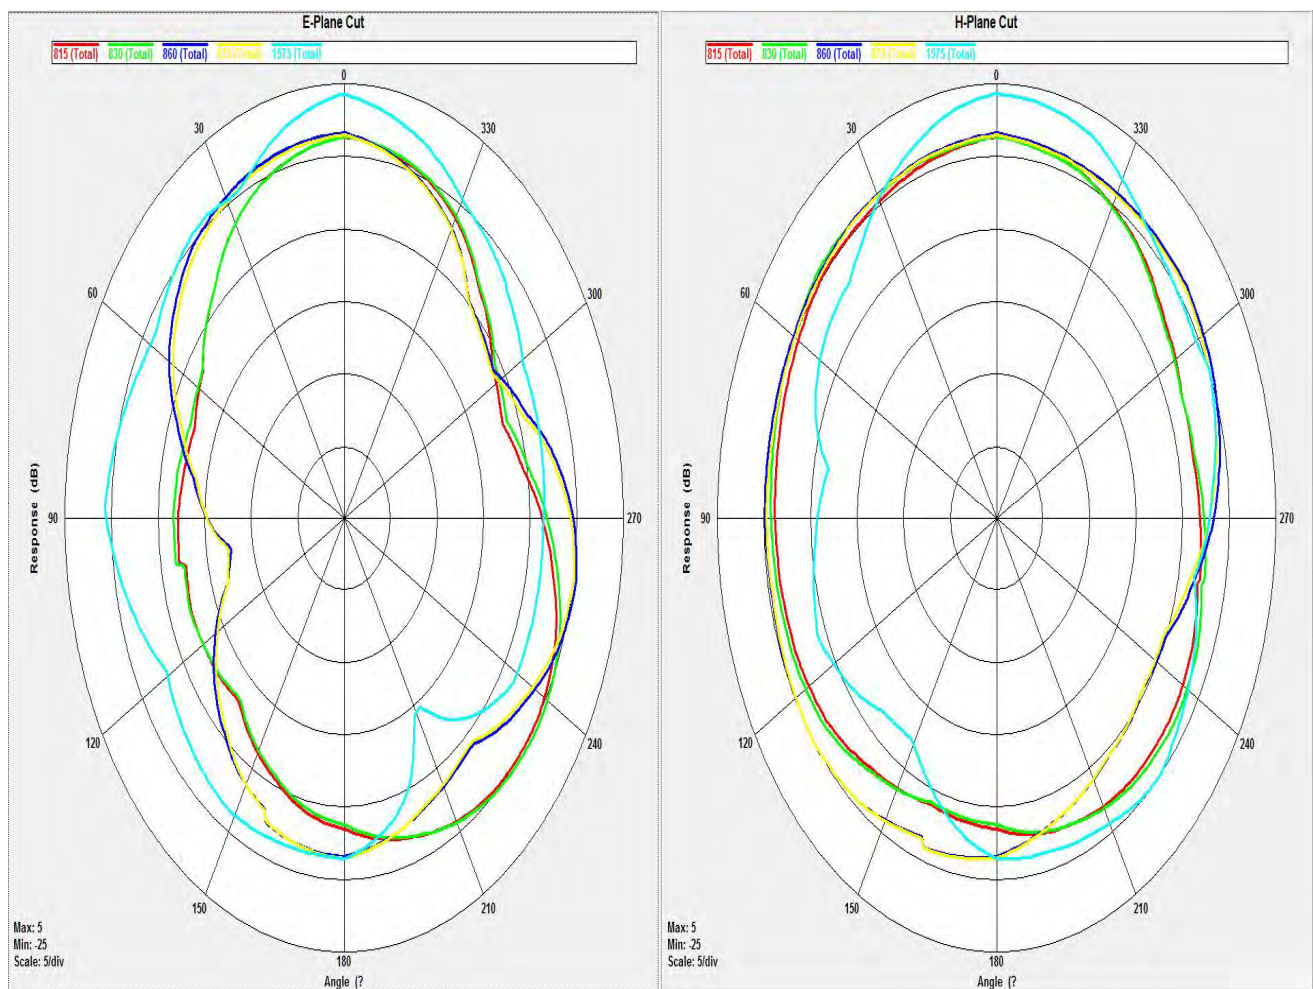 E-Plane Cut
815 (Total) 830 (Total) 860 (Total) 1575 (Total)
0
30 330
60 300
Response (dB)
90 270
120 240
150 210
180
Max: 5
Min: -25
Scale: 5/div
Angle (?
H-Plane Cut
815 (Total) 830 (Total) 860 (Total) (Total) 1575 (Total)
0
30 330
60 300
Response (dB)
90 270
120 240
150 210
180
Max: 5
Min: -25
Scale: 5/div
Angle (?